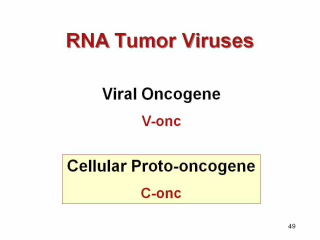 RNA Tumor Viruses
Viral Oncogene
V-onc
Cellular Proto-oncogene
C-onc
49